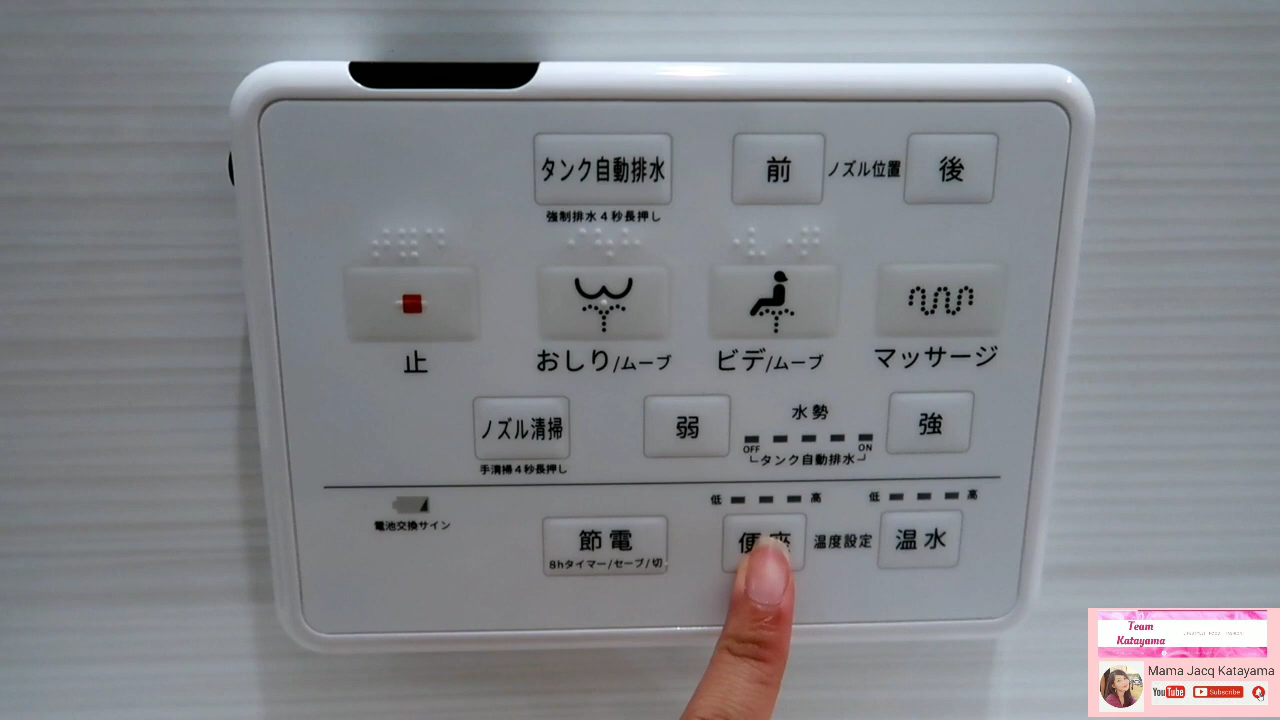 タンク自動排水
強制排水4秒長押し
前
ノズル位置
後
止
おしり/ムーブ
ビデ/ムーブ
マッサージ
ノズル清掃
手清掃4秒長押し
弱
水勢
OFF
ON
タンク自動排水
強
電池交換サイン
節電
8hタイマー/セーブ/切
低
高
便座
温度設定
低
高
温水
Team
Katayama
Mama Jacq Katayama
YouTube
Subscribe